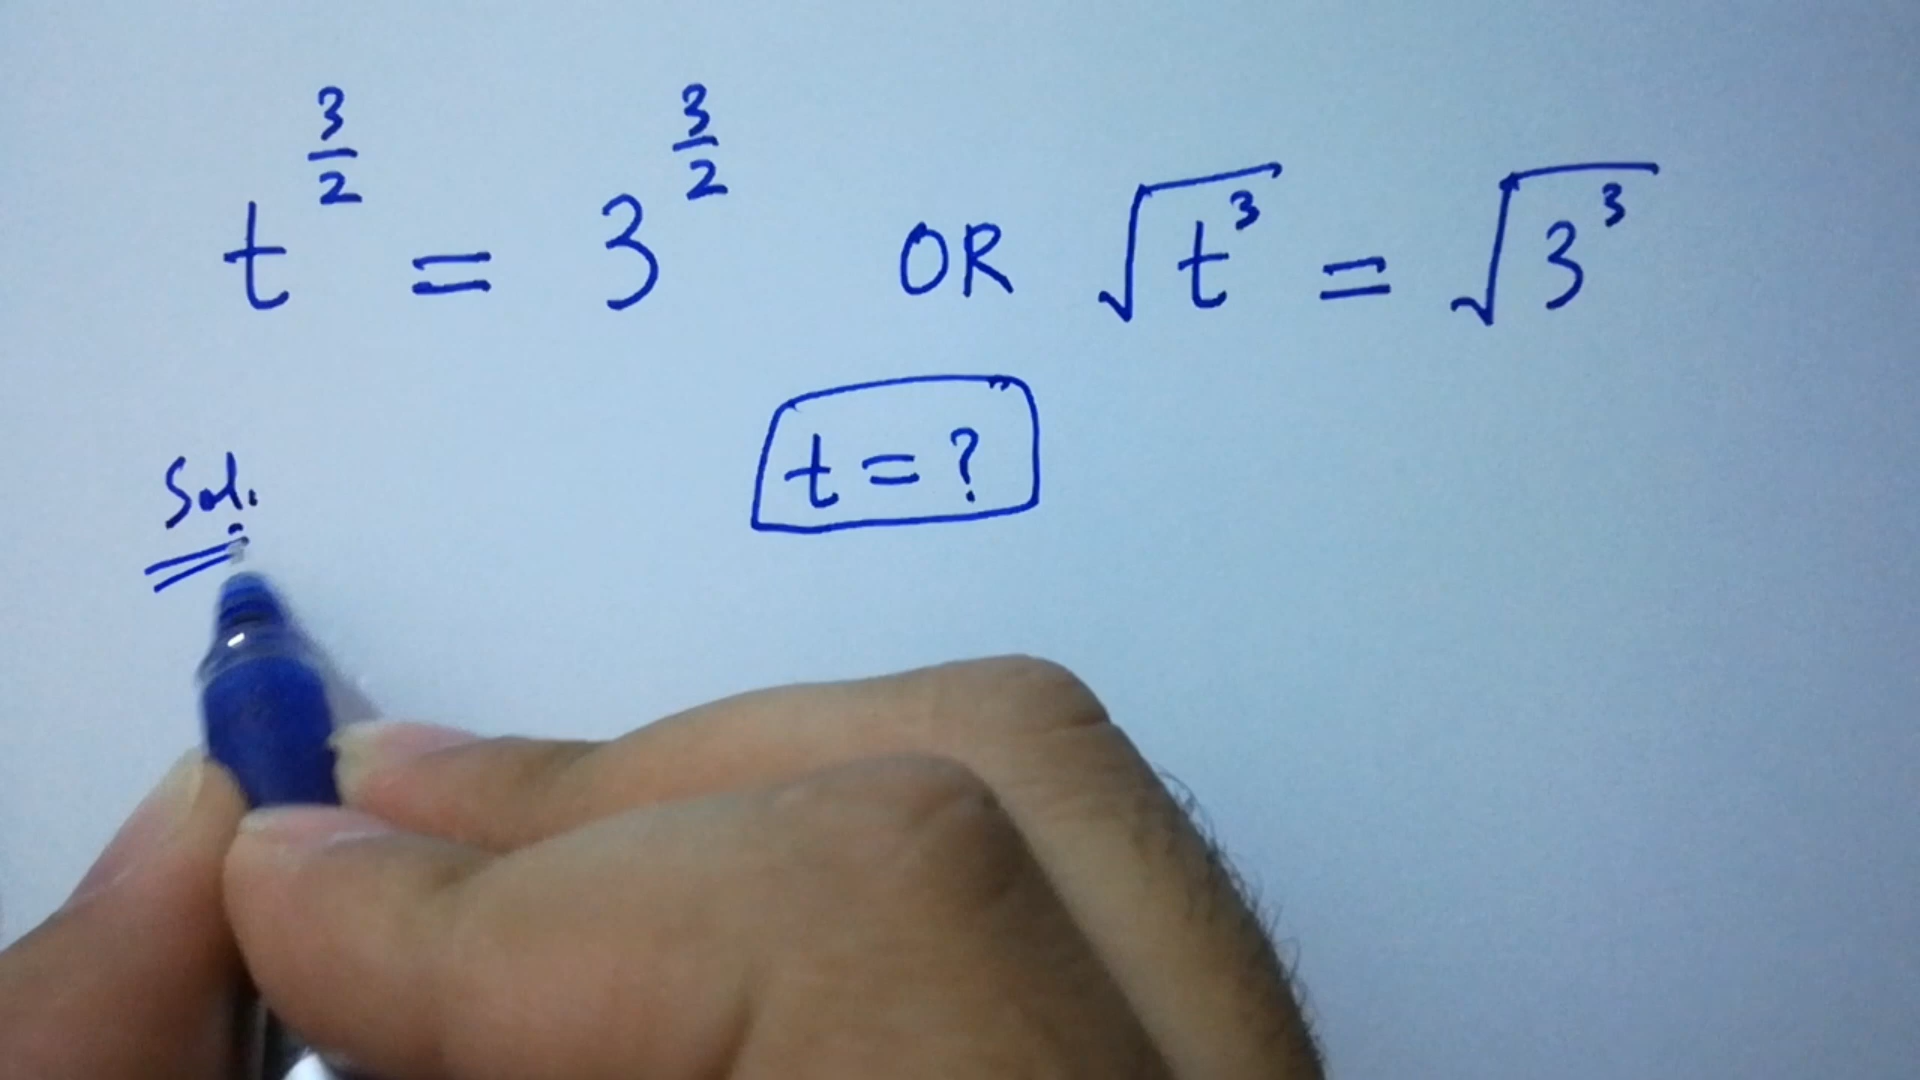 t^{3/2} = 3^{3/2} OR √t³ = √3³
t = ?
Sol.